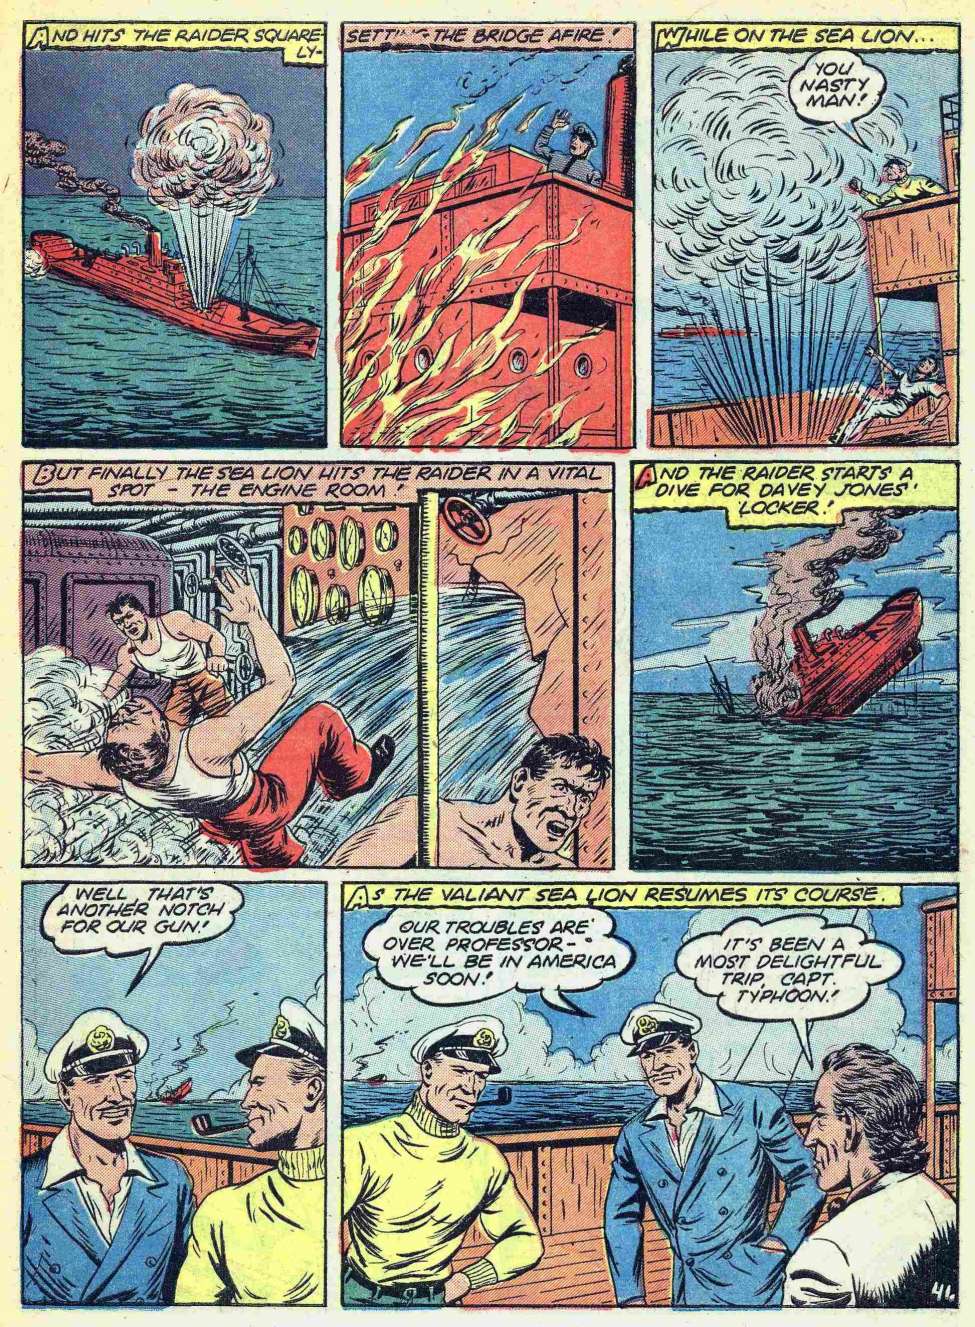 AND HITS THE RAIDER SQUARE-
LY-
THE BRIDGE AFIRE!
WHILE ON THE SEA LION...
YOU
NASTY
MAN!
BUT FINALLY THE SEA LION HITS THE RAIDER IN A VITAL
SPOT - THE ENGINE ROOM!
AND THE RAIDER STARTS A
DIVE FOR DAVEY JONES'
LOCKER!
WELL, THAT'S
ANOTHER NOTCH
FOR OUR GUN!
AS THE VALIANT SEA LION RESUMES ITS COURSE.
OUR TROUBLES ARE
OVER PROFESSOR-
WE'LL BE IN AMERICA
SOON!
IT'S BEEN A
MOST DELIGHTFUL
TRIP, CAPT.
TYPHOON!